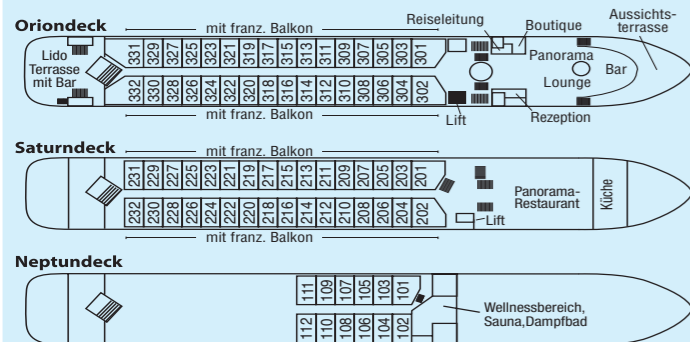 Oriondeck
mit franz. Balkon
Reiseleitung
Boutique
Aussichts-
terrasse
Lido
Terrasse
mit Bar
331 329 327 325 323 321 319 317 315 313 311 309 307 305 303 301
332 330 328 326 324 322 320 318 316 314 312 310 308 306 304 302
Panorama
Lounge
Bar
Lift
Rezeption
mit franz. Balkon
Saturndeck
mit franz. Balkon
231 229 227 225 223 221 219 217 215 213 211 209 207 205 203 201
232 230 228 226 224 222 220 218 216 214 212 210 208 206 204 202
Panorama-
Restaurant
Küche
Lift
mit franz. Balkon
Neptundeck
111 109 107 105 103 101
112 110 108 106 104 102
Wellnessbereich,
Sauna,Dampfbad